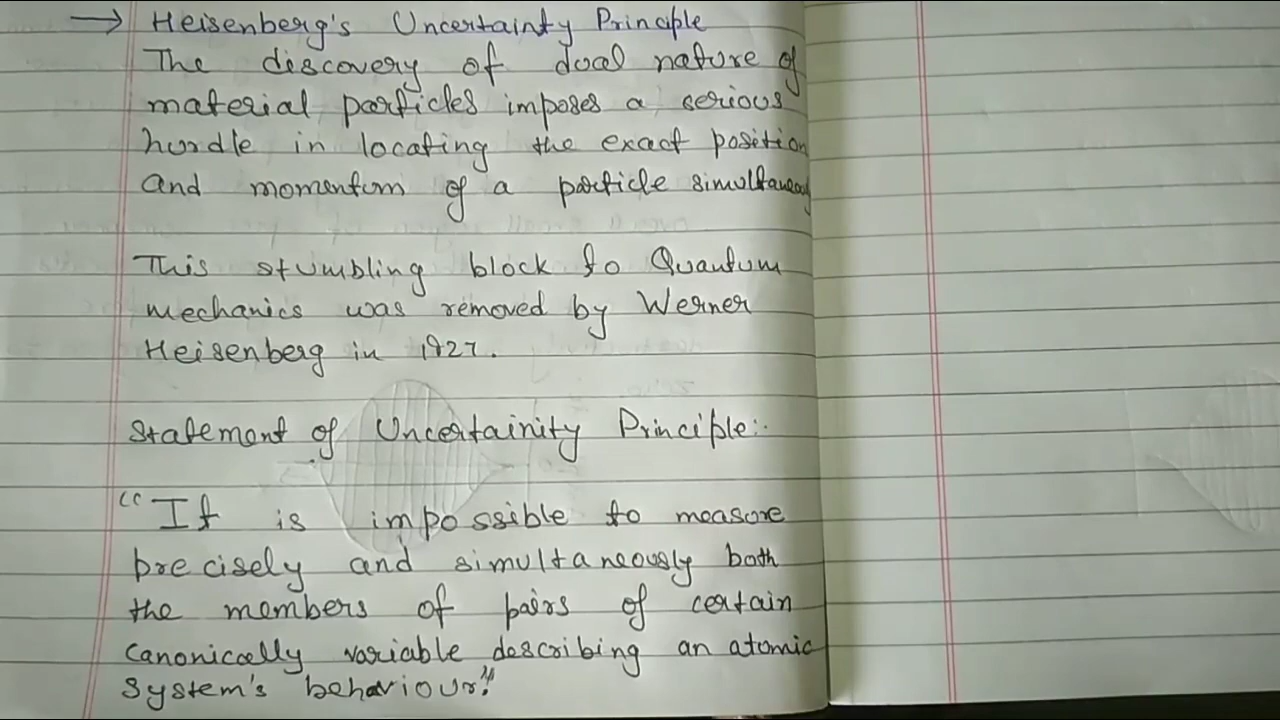 → Heisenberg's Uncertainty Principle
The discovery of dual nature of
material particles imposes a serious
hurdle in locating the exact position
and momentum of a particle simultaneously
This stumbling block to Quantum
mechanics was removed by Werner
Heisenberg in 1927.
Statement of Uncertainity Principle:-
"It is impossible to measure
precisely and simultaneously both
the members of pairs of certain
canonically variable describing an atomic
system's behaviour."